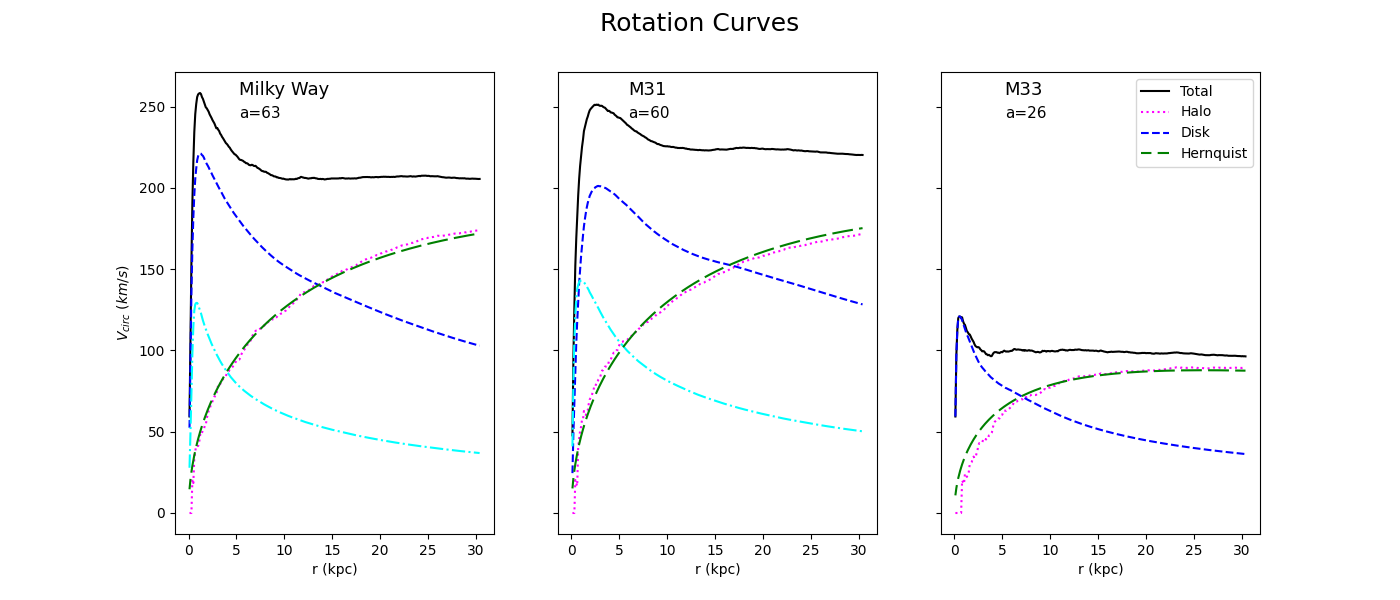 Rotation Curves
Milky Way
a=63
M31
a=60
M33
a=26
Total
Halo
Disk
Hernquist
V_circ (km/s)
250
200
150
100
50
0
0 5 10 15 20 25 30
0 5 10 15 20 25 30
0 5 10 15 20 25 30
r (kpc)
r (kpc)
r (kpc)